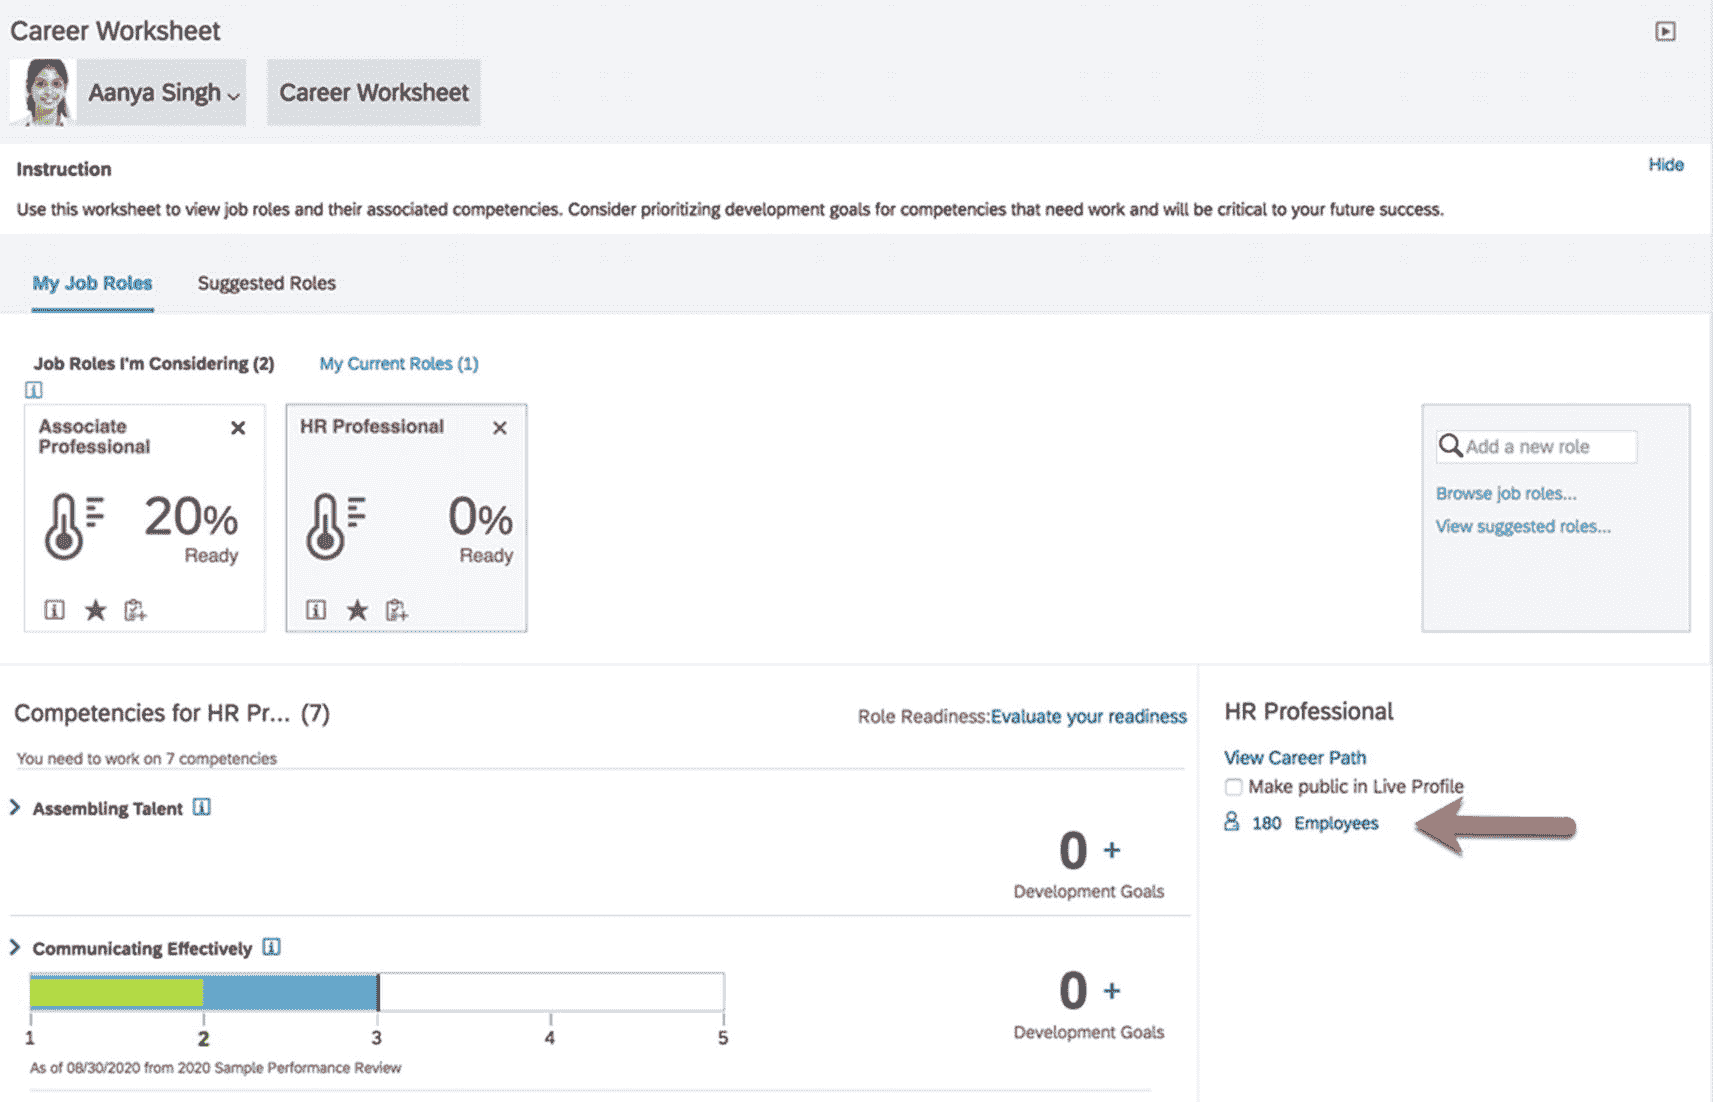 Career Worksheet
Aanya Singh
Career Worksheet
Instruction
Hide
Use this worksheet to view job roles and their associated competencies. Consider prioritizing development goals for competencies that need work and will be critical to your future success.
My Job Roles
Suggested Roles
Job Roles I'm Considering (2)
My Current Roles (1)
Associate
Professional
20%
Ready
HR Professional
0%
Ready
Add a new role
Browse job roles...
View suggested roles...
Competencies for HR Pr... (7)
Role Readiness:Evaluate your readiness
You need to work on 7 competencies
Assembling Talent
0 +
Development Goals
Communicating Effectively
1 2 3 4 5
As of 08/30/2020 from 2020 Sample Performance Review
0 +
Development Goals
HR Professional
View Career Path
Make public in Live Profile
180 Employees